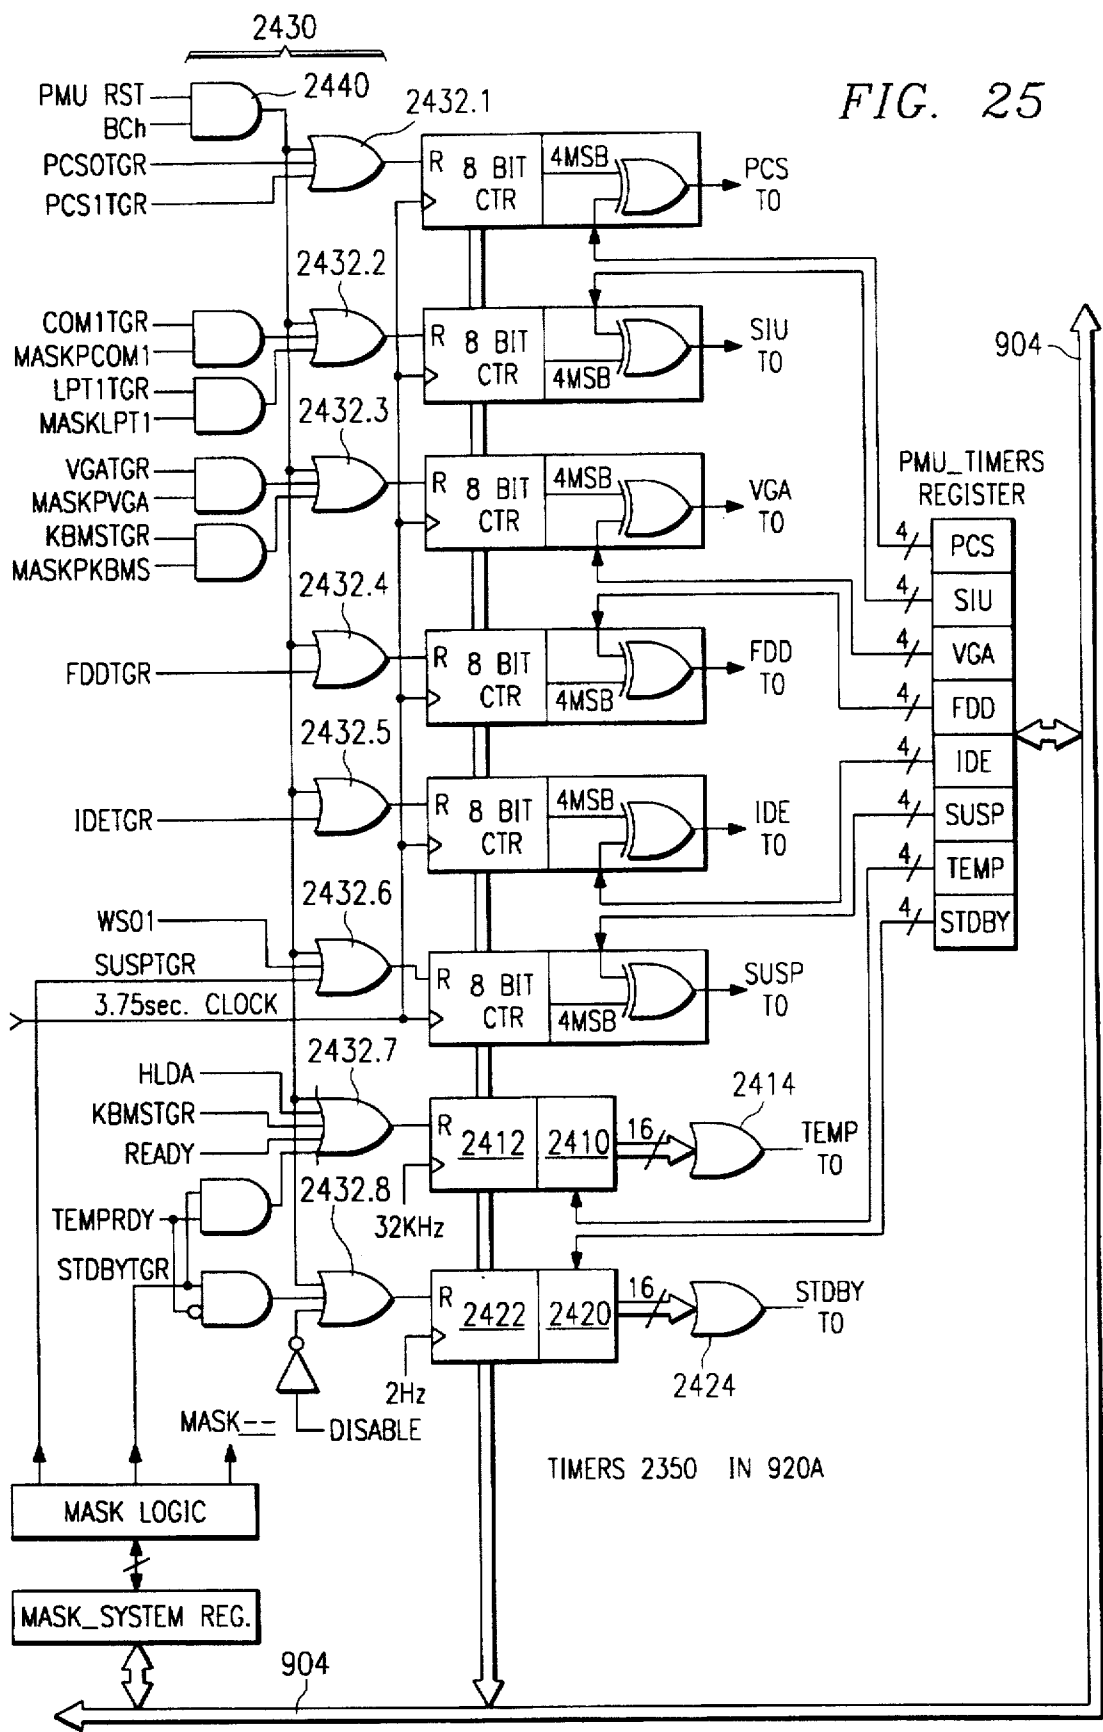 2430
FIG. 25
PMU RST
BCh
2440
2432.1
PCS0TGR
PCS1TGR
R 8 BIT CTR
4MSB
PCS TO
2432.2
COM1TGR
MASKPCOM1
LPT1TGR
MASKLPT1
R 8 BIT CTR
4MSB
SIU TO
904
2432.3
VGATGR
MASKPVGA
KBMSTGR
MASKPKBMS
R 8 BIT CTR
4MSB
VGA TO
PMU_TIMERS
REGISTER
4 PCS
4 SIU
4 VGA
4 FDD
4 IDE
4 SUSP
4 TEMP
4 STDBY
2432.4
FDDTGR
R 8 BIT CTR
4MSB
FDD TO
2432.5
IDETGR
R 8 BIT CTR
4MSB
IDE TO
2432.6
WS01
SUSPTGR
3.75sec. CLOCK
R 8 BIT CTR
4MSB
SUSP TO
2432.7
HLDA
KBMSTGR
READY
R
2412
2410
16
2414
TEMP TO
32KHz
2432.8
TEMPRDY
STDBYTGR
R
2422
2420
16
2424
STDBY TO
2Hz
DISABLE
MASK__
TIMERS 2350 IN 920A
MASK LOGIC
MASK_SYSTEM REG.
904